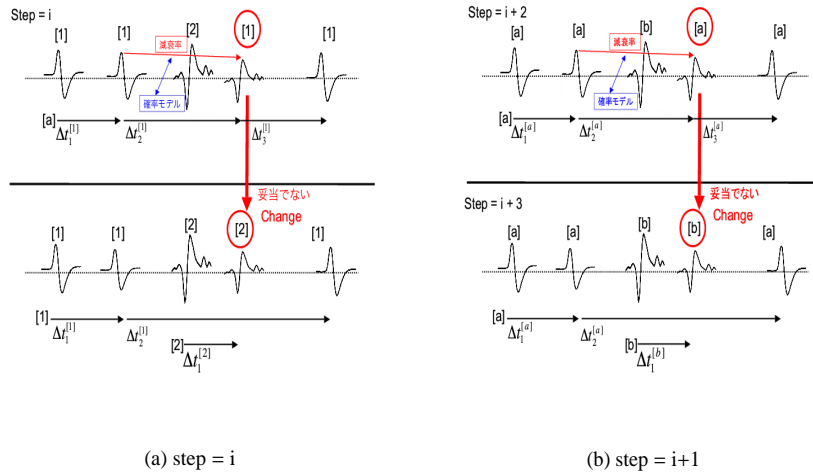 Step = i
[1] [1] [2] [1] [1]
減衰率
確率モデル
[a] Δt₁^[1] Δt₂^[1] Δt₃^[1]
妥当でない
Change
[1] [1] [2] [2] [1]
[1] Δt₁^[1] Δt₂^[1]
[2] Δt₁^[2]
(a) step = i
Step = i + 2
[a] [a] [b] [a] [a]
減衰率
確率モデル
[a] Δt₁^[a] Δt₂^[a] Δt₃^[a]
妥当でない
Change
Step = i + 3
[a] [a] [b] [b] [a]
[a] Δt₁^[a] Δt₂^[a]
[b] Δt₁^[b]
(b) step = i+1